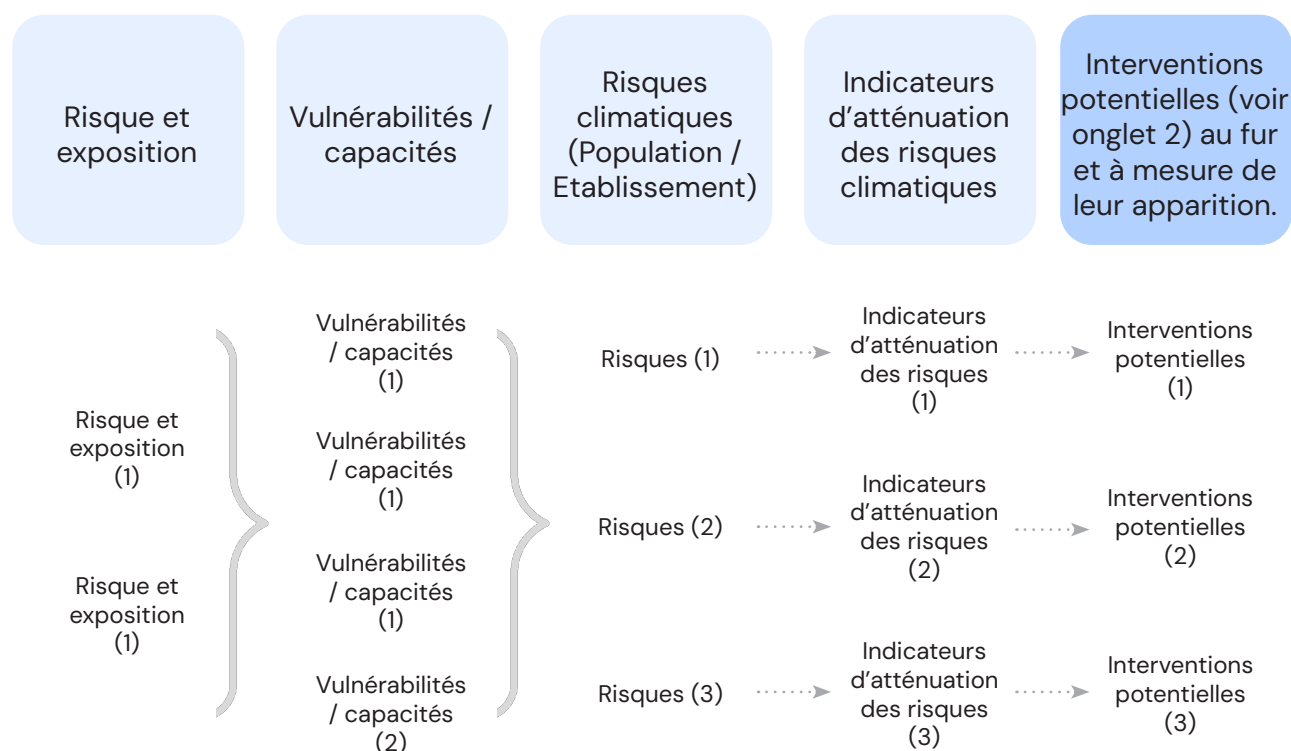 Risque et
exposition
Vulnérabilités /
capacités
Risques
climatiques
(Population /
Etablissement)
Indicateurs
d’atténuation
des risques
climatiques
Interventions
potentielles (voir
onglet 2) au fur
et à mesure de
leur apparition.
Risque et
exposition
(1)
Risque et
exposition
(1)
Vulnérabilités
/ capacités
(1)
Vulnérabilités
/ capacités
(1)
Vulnérabilités
/ capacités
(1)
Vulnérabilités
/ capacités
(2)
Risques (1)
Indicateurs
d’atténuation
des risques
(1)
Interventions
potentielles
(1)
Risques (2)
Indicateurs
d’atténuation
des risques
(2)
Interventions
potentielles
(2)
Risques (3)
Indicateurs
d’atténuation
des risques
(3)
Interventions
potentielles
(3)